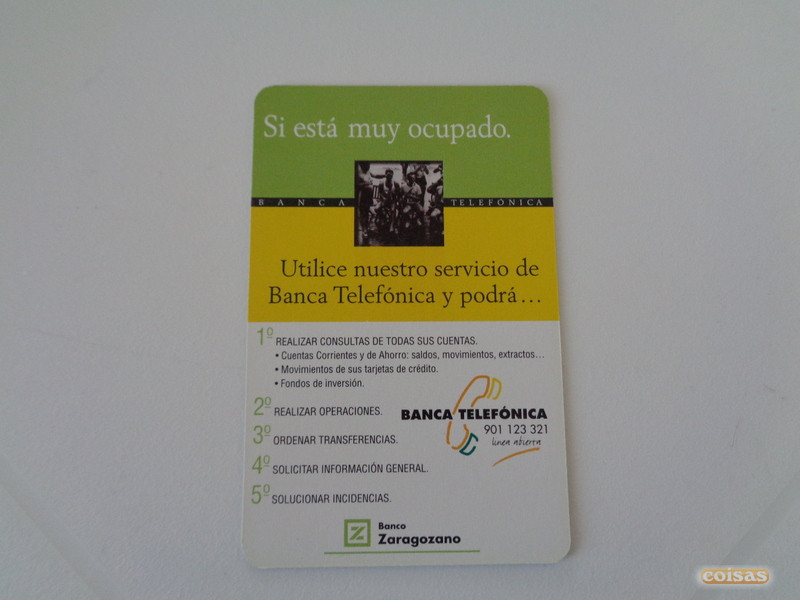 Si está muy ocupado.
BANCA TELEFÓNICA
Utilice nuestro servicio de
Banca Telefónica y podrá...
1º REALIZAR CONSULTAS DE TODAS SUS CUENTAS.
• Cuentas Corrientes y de Ahorro: saldos, movimientos, extractos...
• Movimientos de sus tarjetas de crédito.
• Fondos de inversión.
2º REALIZAR OPERACIONES.
3º ORDENAR TRANSFERENCIAS.
4º SOLICITAR INFORMACIÓN GENERAL.
5º SOLUCIONAR INCIDENCIAS.
BANCA TELEFÓNICA
901 123 321
línea abierta
Banco
Zaragozano
coisas